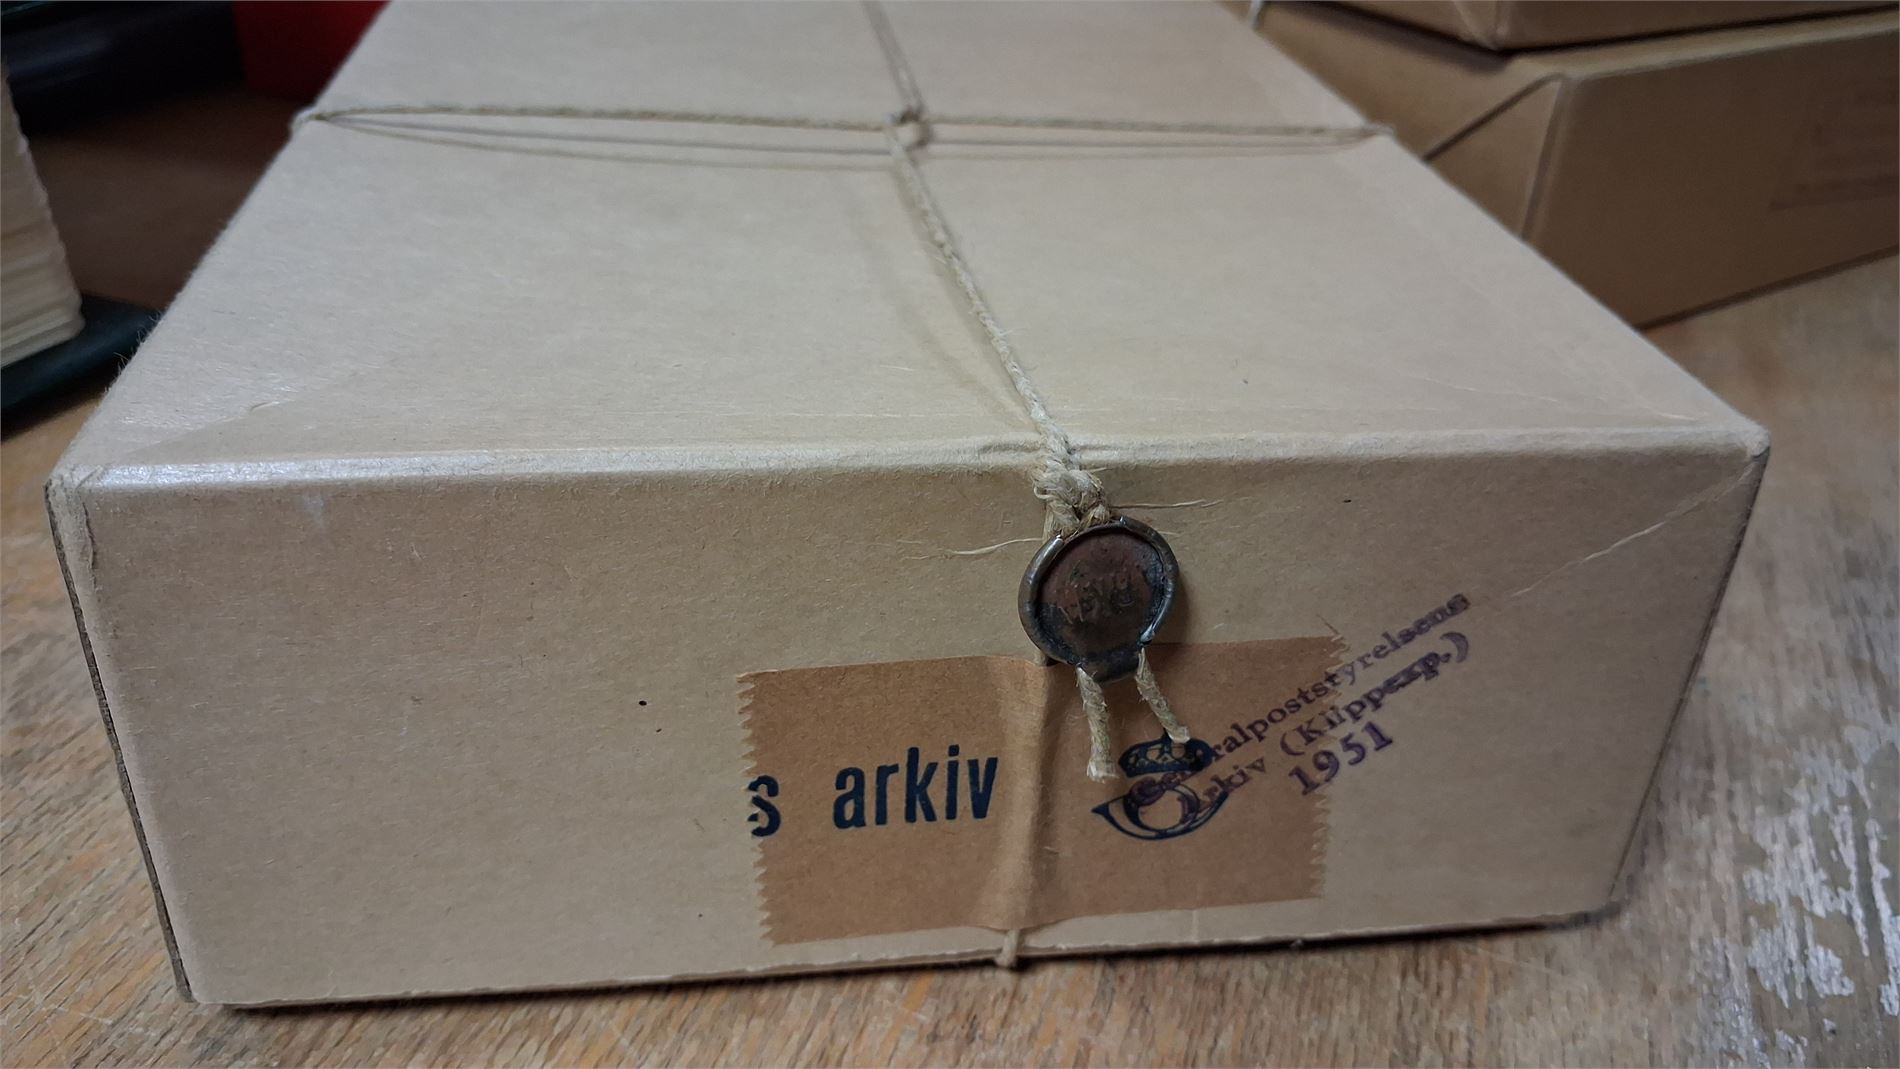 s arkiv
Generalpoststyrelsens
Arkiv (Klippexp.)
1951